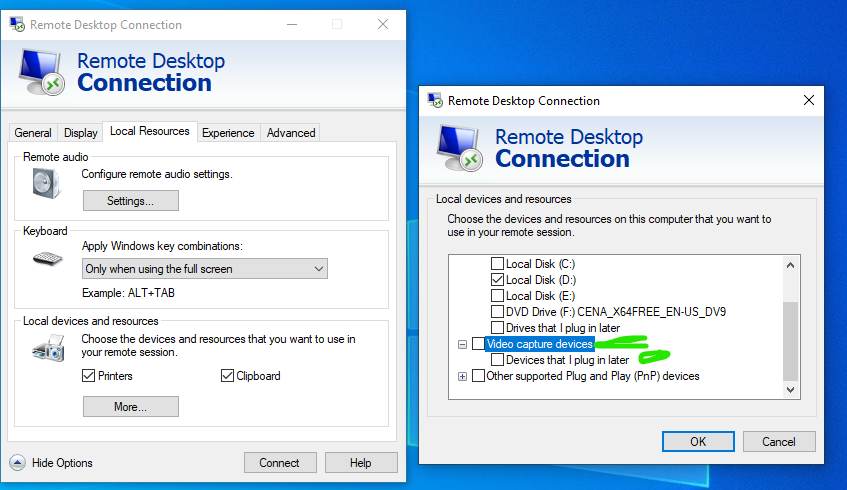 Remote Desktop Connection
Remote Desktop
Connection
General Display Local Resources Experience Advanced
Remote audio
Configure remote audio settings.
Settings...
Keyboard
Apply Windows key combinations:
Only when using the full screen
Example: ALT+TAB
Local devices and resources
Choose the devices and resources that you want to use in
your remote session.
Printers Clipboard
More...
Hide Options Connect Help
Remote Desktop Connection
Remote Desktop
Connection
Local devices and resources
Choose the devices and resources on this computer that you want to
use in your remote session.
Local Disk (C:)
Local Disk (D:)
Local Disk (E:)
DVD Drive (F:) CENA_X64FREE_EN-US_DV9
Drives that I plug in later
Video capture devices
Devices that I plug in later
Other supported Plug and Play (PnP) devices
OK Cancel